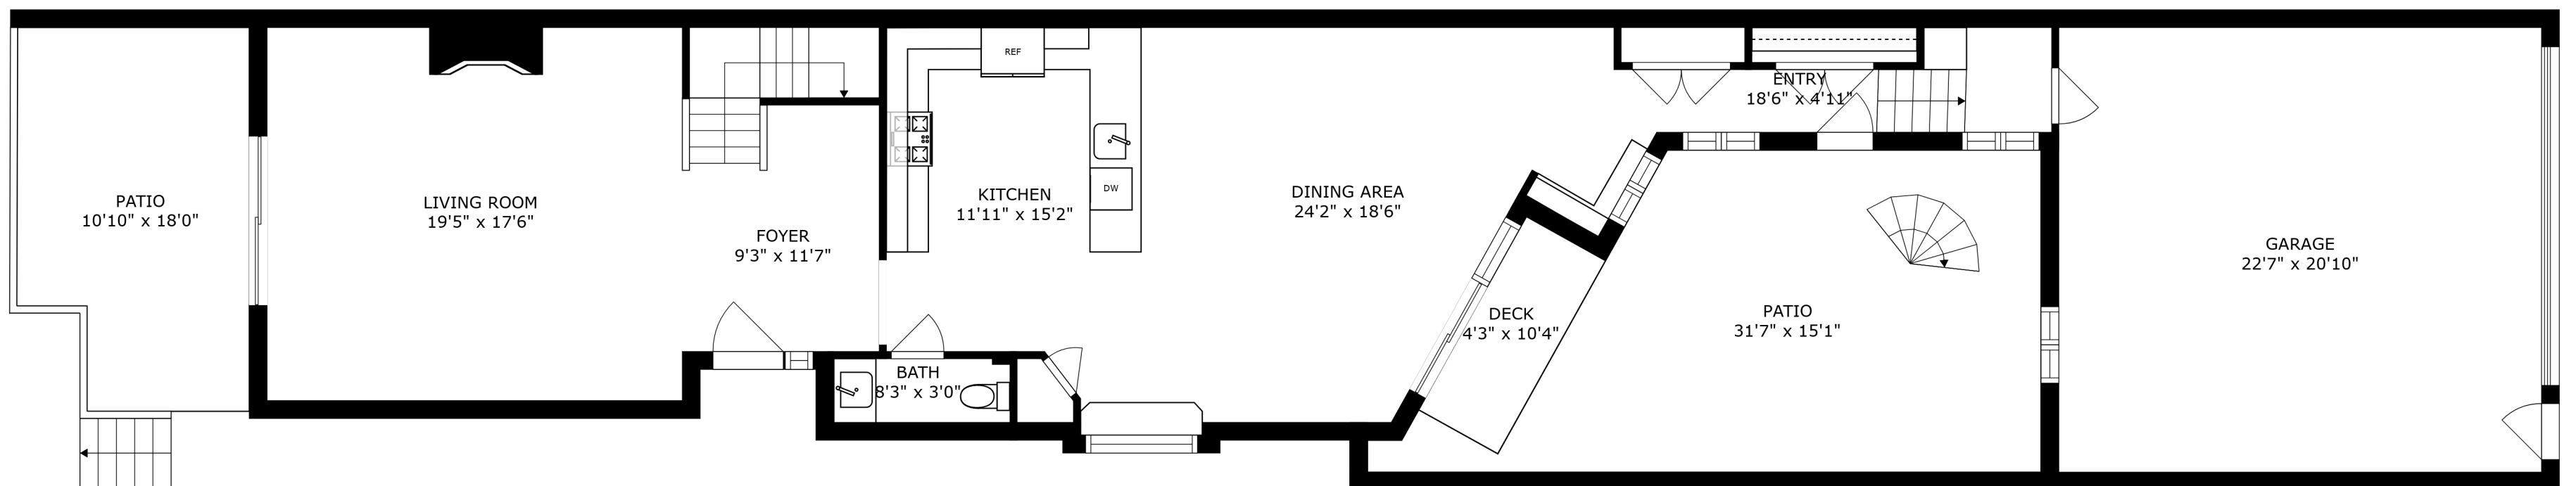 PATIO
10'10" x 18'0"
LIVING ROOM
19'5" x 17'6"
FOYER
9'3" x 11'7"
REF
KITCHEN
11'11" x 15'2"
DW
BATH
8'3" x 3'0"
DINING AREA
24'2" x 18'6"
ENTRY
18'6" x 4'11"
DECK
4'3" x 10'4"
PATIO
31'7" x 15'1"
GARAGE
22'7" x 20'10"